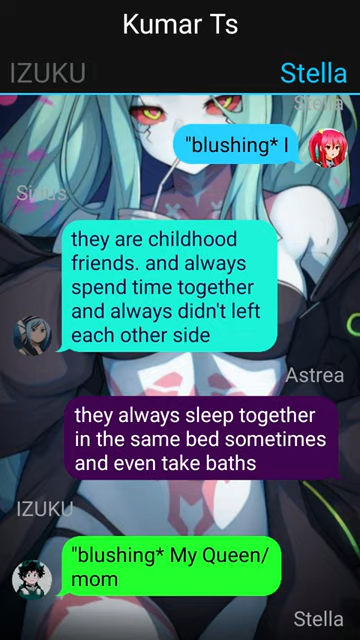 Kumar Ts
IZUKU
Stella
Stella
"blushing* I
Sirius
they are childhood
friends. and always
spend time together
and always didn't left
each other side
Astrea
they always sleep together
in the same bed sometimes
and even take baths
IZUKU
"blushing* My Queen/
mom
Stella